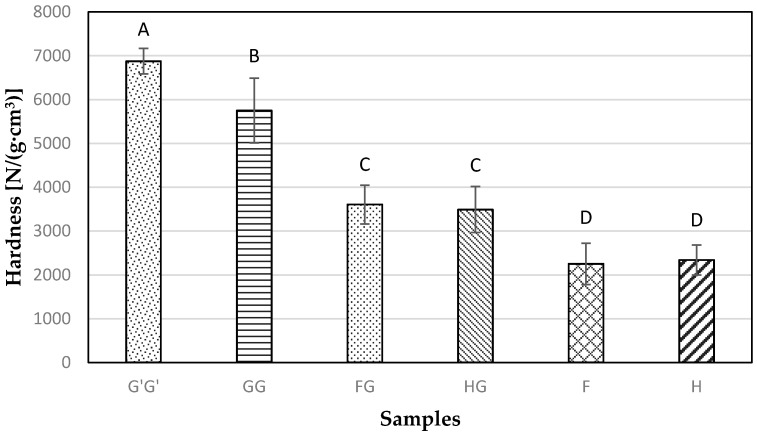 8000
7000
6000
5000
4000
3000
2000
1000
0
Hardness [N/(g·cm³)]
A
B
C
C
D
D
G'G' GG FG HG F H
Samples